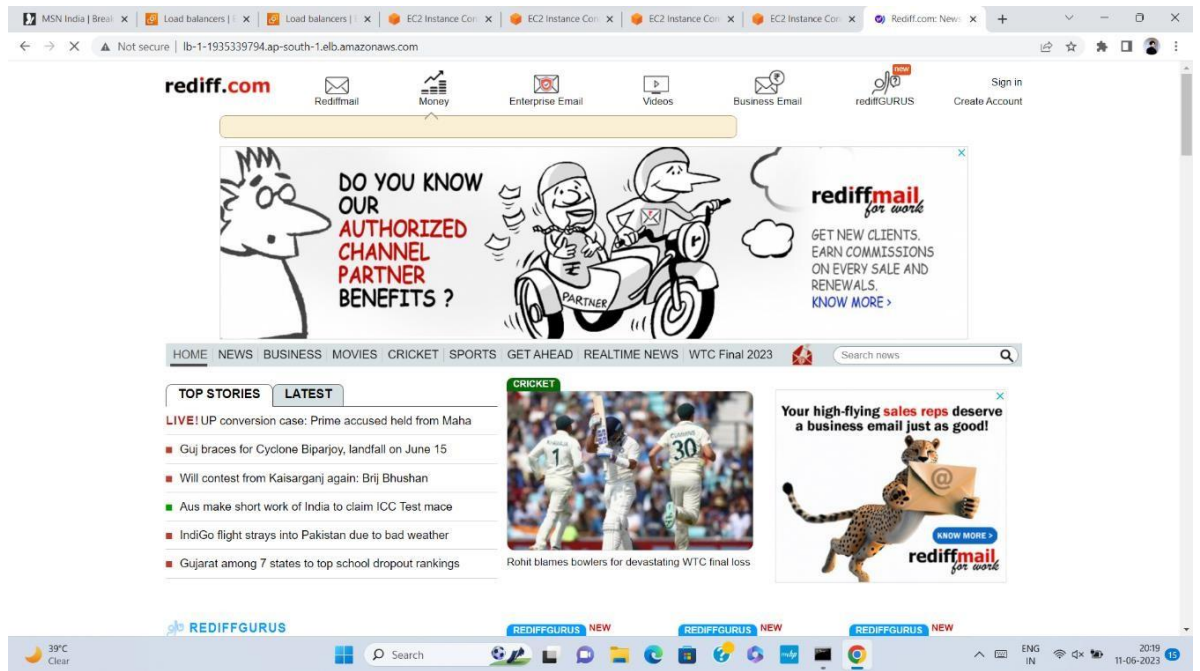 MSN India | Break
Load balancers | E
Load balancers | E
EC2 Instance Con
EC2 Instance Con
EC2 Instance Con
EC2 Instance Con
Rediff.com: News
Not secure | lb-1-1935339794.ap-south-1.elb.amazonaws.com
rediff.com
Rediffmail
Money
Enterprise Email
Videos
Business Email
new
rediffGURUS
Sign in
Create Account
DO YOU KNOW
OUR
AUTHORIZED
CHANNEL
PARTNER
BENEFITS ?
PARTNER
rediffmail
for work
GET NEW CLIENTS.
EARN COMMISSIONS
ON EVERY SALE AND
RENEWALS.
KNOW MORE >
HOME NEWS BUSINESS MOVIES CRICKET SPORTS GET AHEAD REALTIME NEWS WTC Final 2023
Search news
TOP STORIES LATEST
LIVE! UP conversion case: Prime accused held from Maha
Guj braces for Cyclone Biparjoy, landfall on June 15
Will contest from Kaisarganj again: Brij Bhushan
Aus make short work of India to claim ICC Test mace
IndiGo flight strays into Pakistan due to bad weather
Gujarat among 7 states to top school dropout rankings
CRICKET
1
30
Rohit blames bowlers for devastating WTC final loss
Your high-flying sales reps deserve
a business email just as good!
@
KNOW MORE >
rediffmail
for work
REDIFFGURUS
REDIFFGURUS NEW
REDIFFGURUS NEW
REDIFFGURUS NEW
39°C
Clear
Search
ENG
IN
20:19
11-06-2023
15